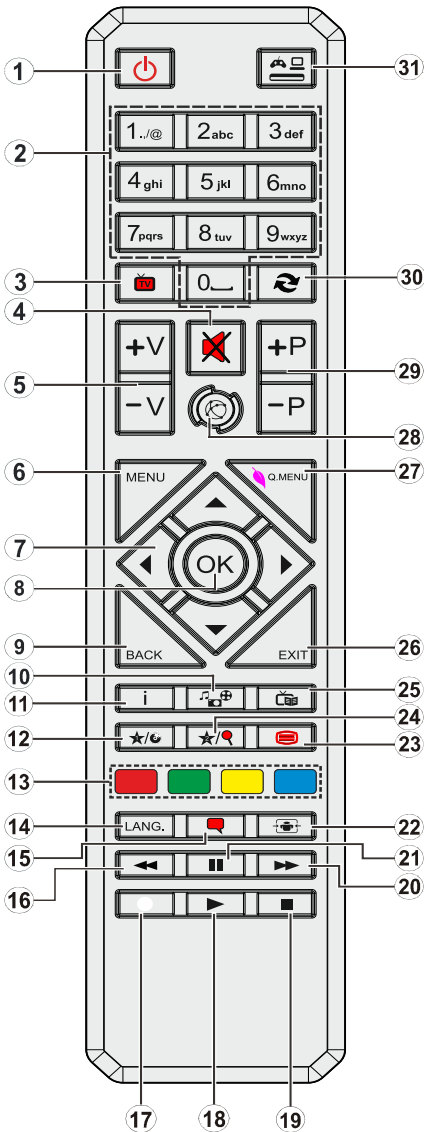 1
31
1.,/@ 2abc 3def
2
4ghi 5jkl 6mno
7pqrs 8tuv 9wxyz
3
TV
0
30
4
+V
+P
5
29
-V
-P
28
6
MENU
Q.MENU
27
7
8
OK
9
BACK
EXIT
26
10
25
11
i
24
12
/
/
23
13
14
LANG.
22
15
21
16
20
17
18
19